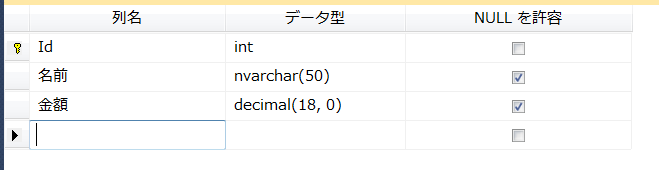 列名 データ型 NULL を許容
Id int
名前 nvarchar(50)
金額 decimal(18, 0)